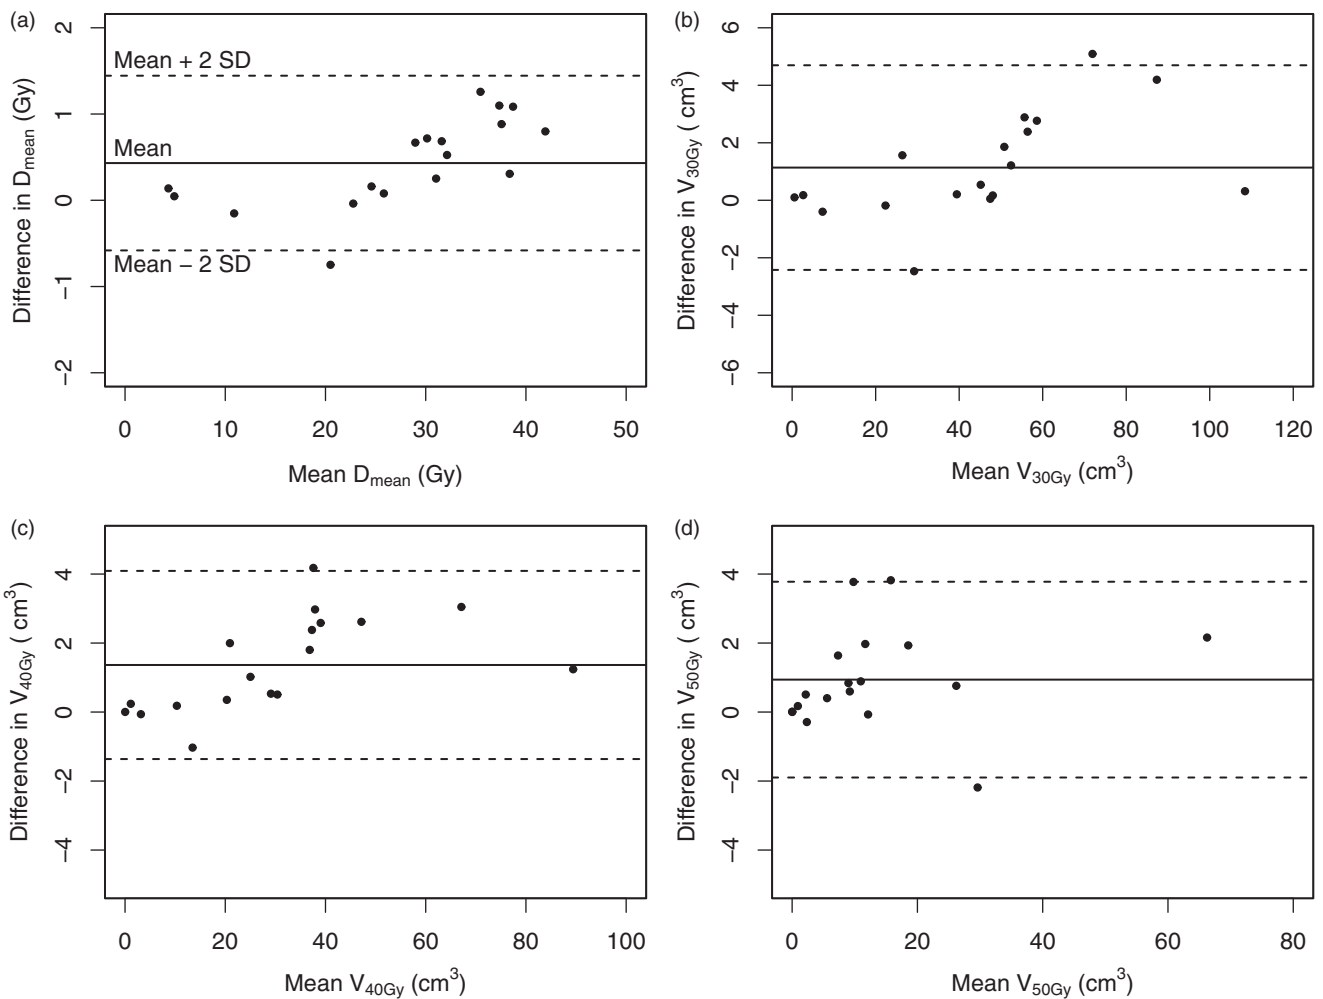 (a)
2
1
0
−1
−2
Difference in Dmean (Gy)
Mean + 2 SD
Mean
Mean − 2 SD
0 10 20 30 40 50
Mean Dmean (Gy)
(b)
6
4
2
0
−2
−4
−6
Difference in V30Gy ( cm3)
0 20 40 60 80 100 120
Mean V30Gy (cm3)
(c)
4
2
0
−2
−4
Difference in V40Gy ( cm3)
0 20 40 60 80 100
Mean V40Gy (cm3)
(d)
4
2
0
−2
−4
Difference in V50Gy ( cm3)
0 20 40 60 80
Mean V50Gy (cm3)